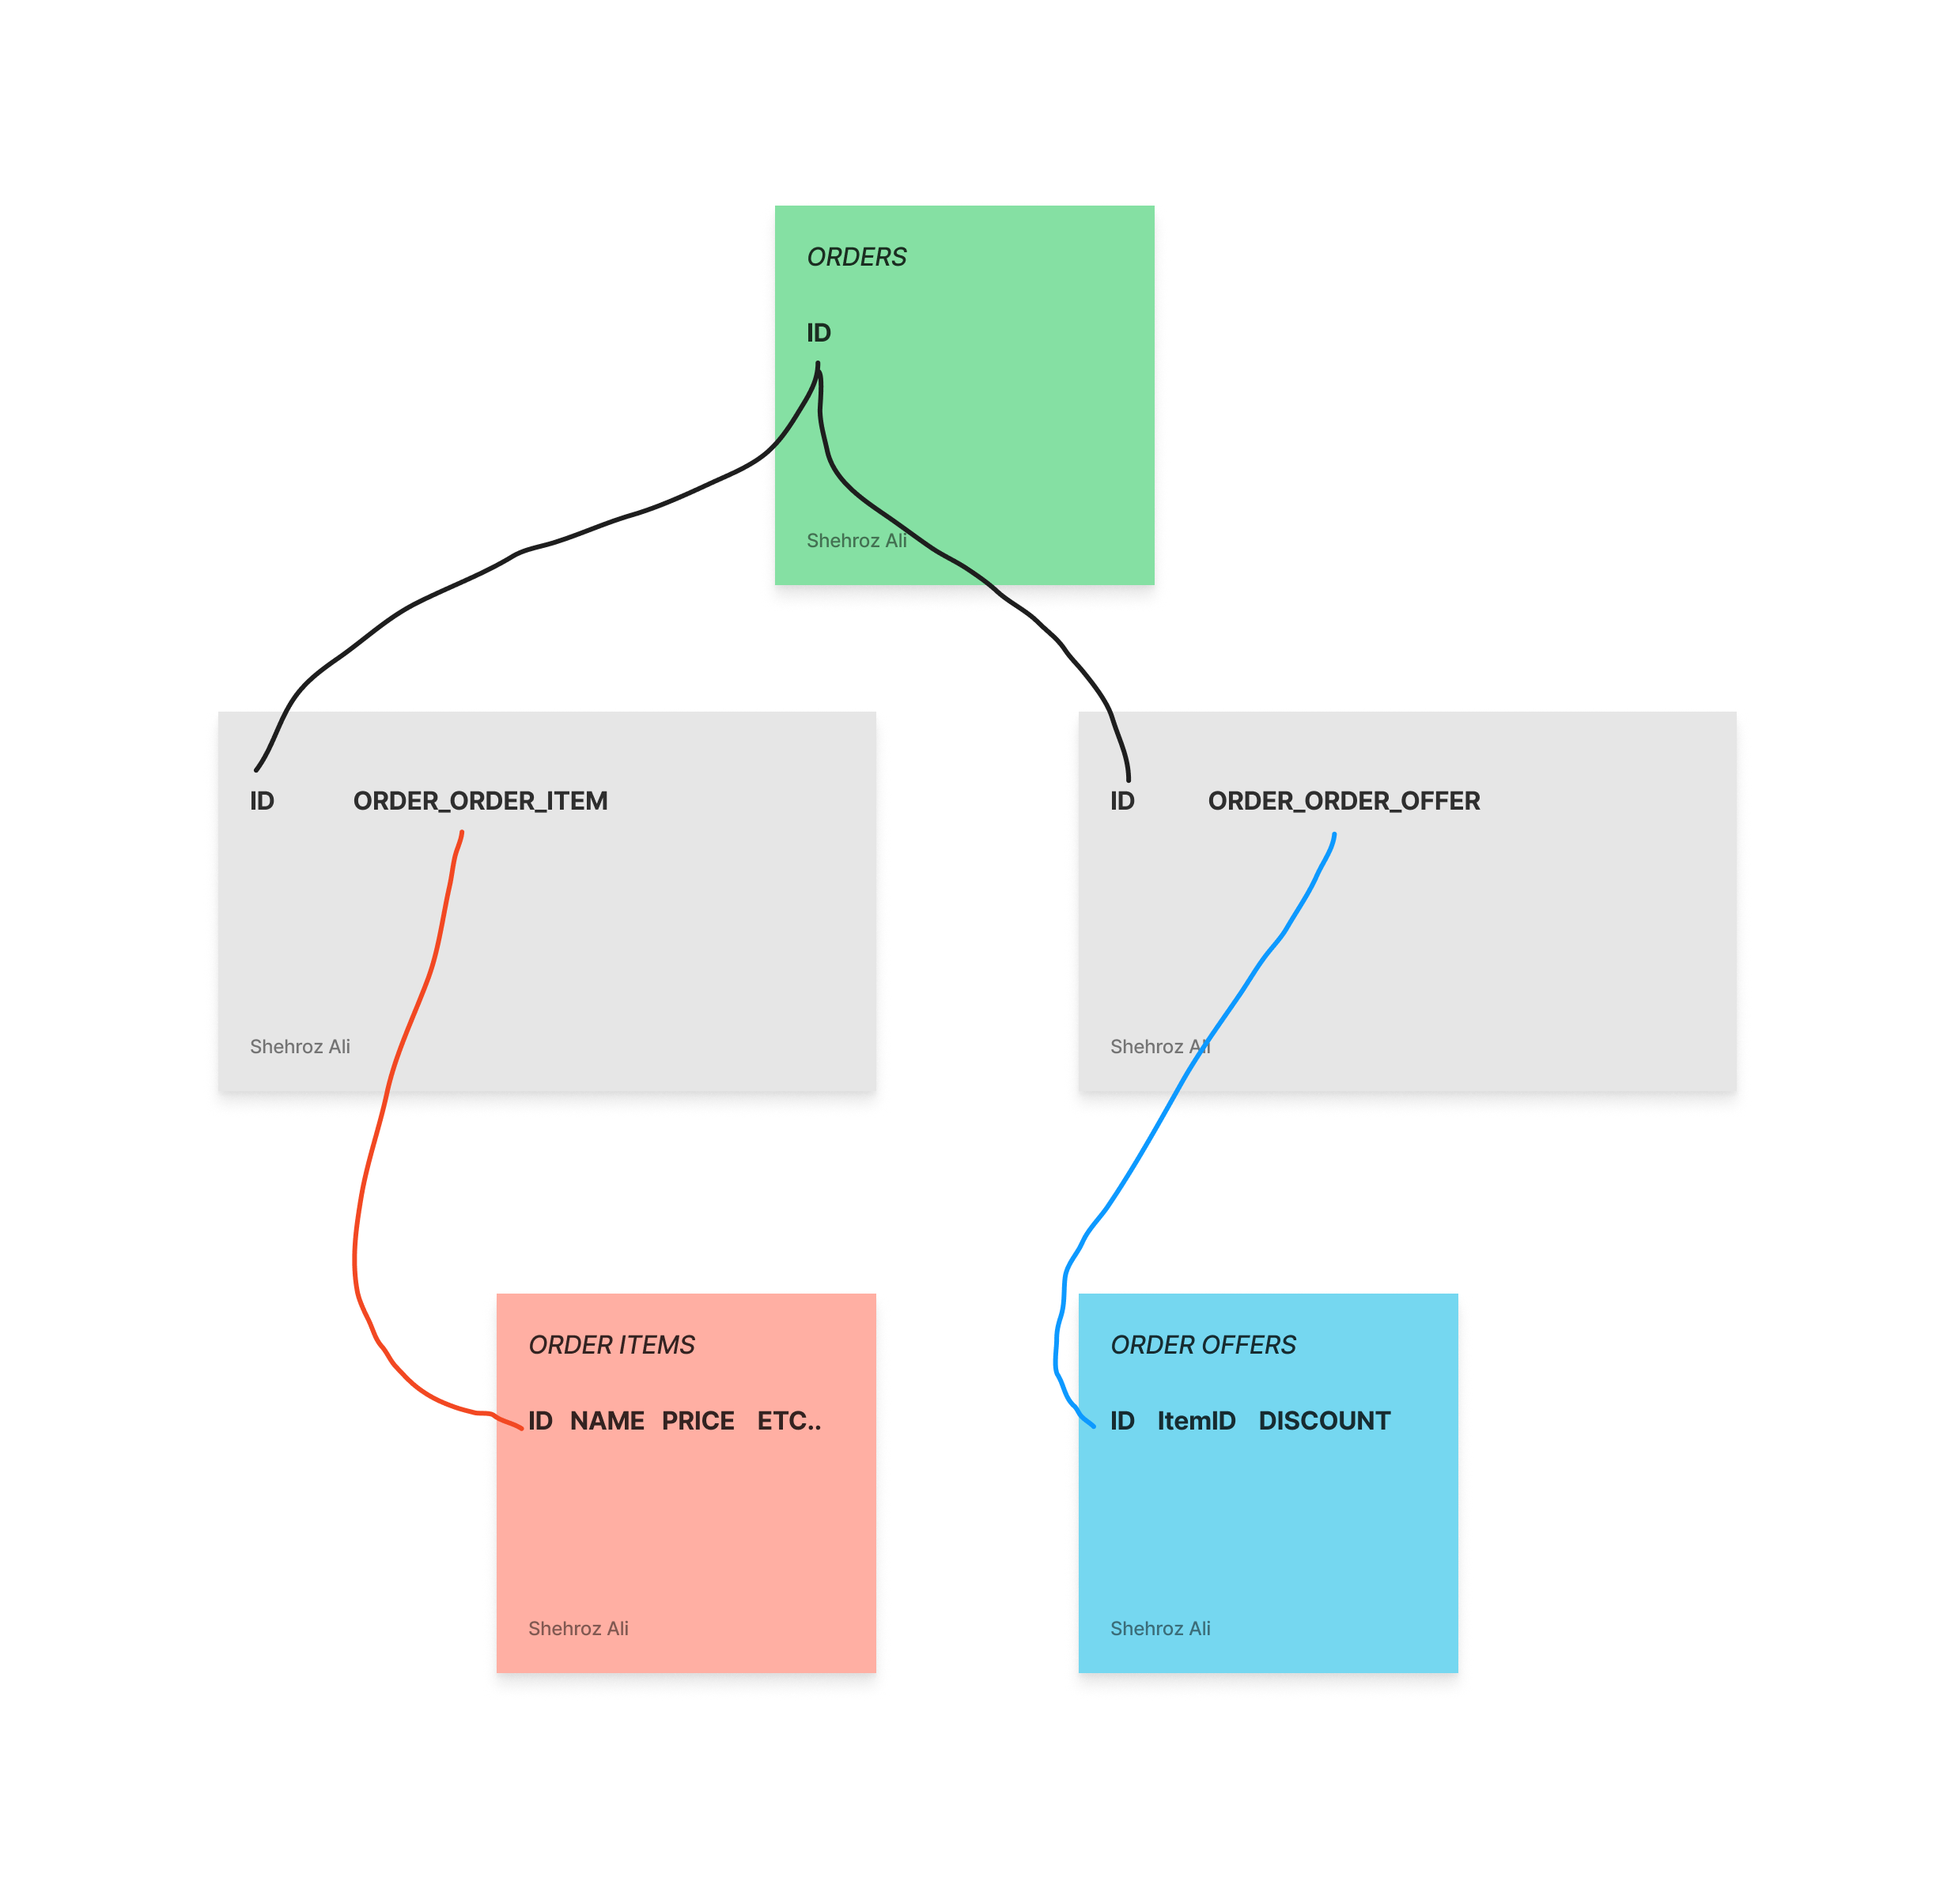 ORDERS
ID
Shehroz Ali
ID ORDER_ORDER_ITEM
Shehroz Ali
ID ORDER_ORDER_OFFER
Shehroz Ali
ORDER ITEMS
ID NAME PRICE ETC..
Shehroz Ali
ORDER OFFERS
ID ItemID DISCOUNT
Shehroz Ali